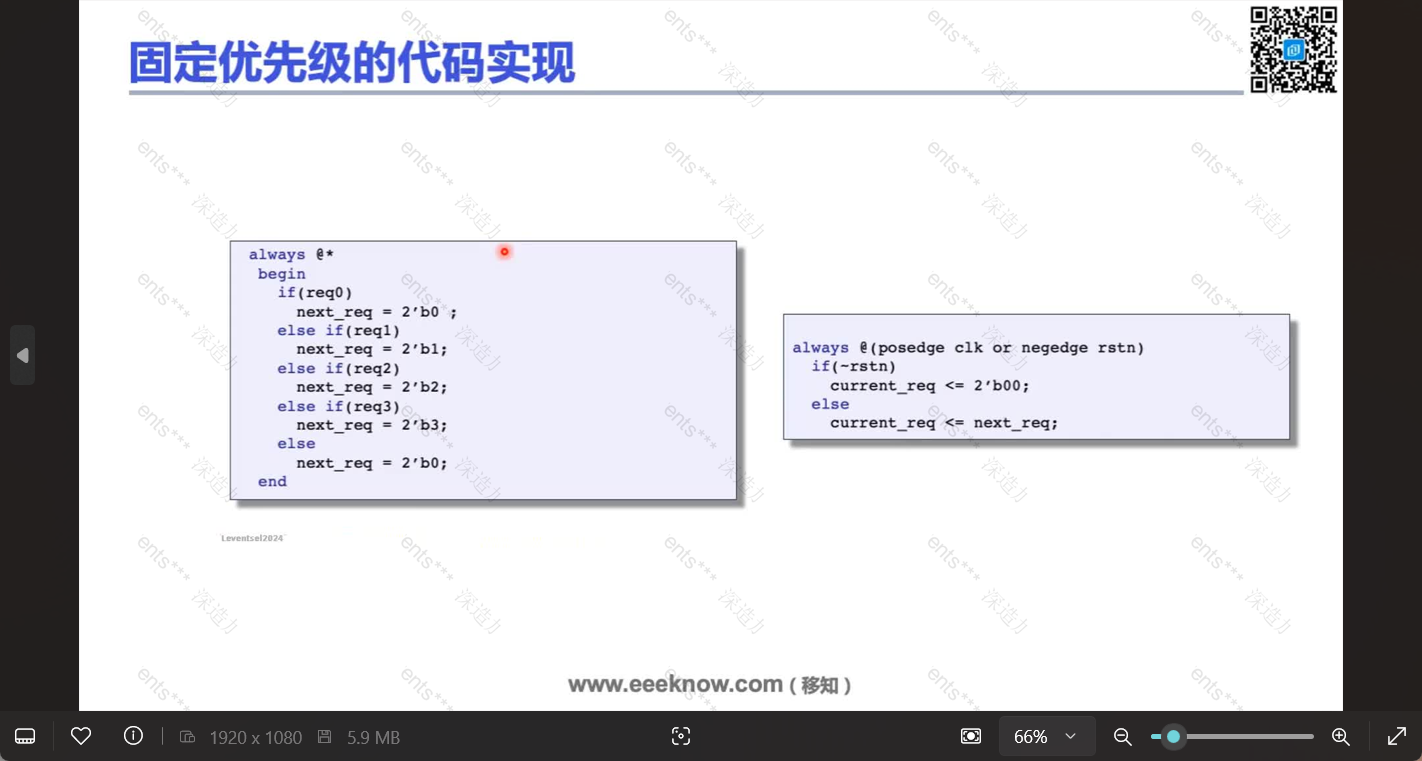 固定优先级的代码实现
always @*
begin
if(req0)
next_req = 2'b0 ;
else if(req1)
next_req = 2'b1;
else if(req2)
next_req = 2'b2;
else if(req3)
next_req = 2'b3;
else
next_req = 2'b0;
end
always @(posedge clk or negedge rstn)
if(~rstn)
current_req <= 2'b00;
else
current_req <= next_req;
Leventsel2024
www.eeeknow.com ( 移知 )
ents*** 深造
1920 x 1080 5.9 MB 66%